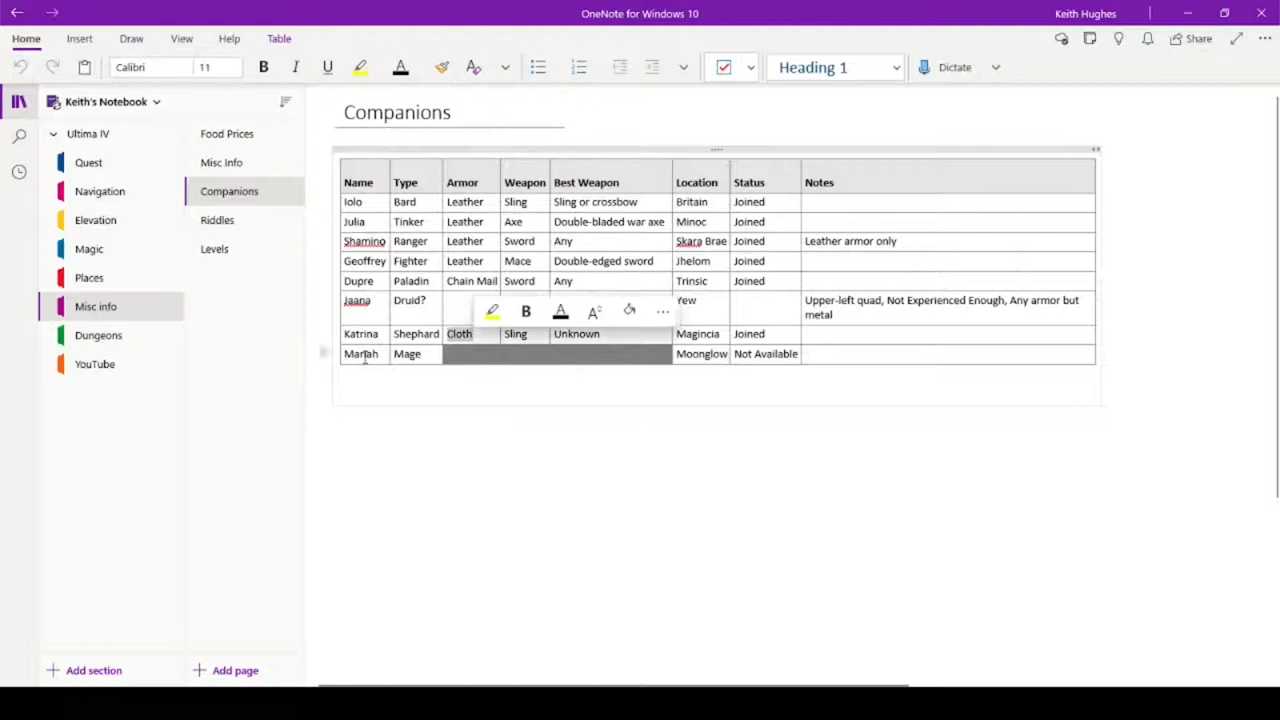 OneNote for Windows 10
Keith Hughes
Home Insert Draw View Help Table
Share
Calibri 11 B I U A Heading 1 Dictate
Keith's Notebook
Ultima IV
Quest
Navigation
Elevation
Magic
Places
Misc info
Dungeons
YouTube
Add section
Food Prices
Misc Info
Companions
Riddles
Levels
Add page
Companions
Name Type Armor Weapon Best Weapon Location Status Notes
Iolo Bard Leather Sling Sling or crossbow Britain Joined
Julia Tinker Leather Axe Double-bladed war axe Minoc Joined
Shamino Ranger Leather Sword Any Skara Brae Joined Leather armor only
Geoffrey Fighter Leather Mace Double-edged sword Jhelom Joined
Dupre Paladin Chain Mail Sword Any Trinsic Joined
Jaana Druid? Yew Upper-left quad, Not Experienced Enough, Any armor but
metal
B A A
Katrina Shephard Cloth Sling Unknown Magincia Joined
Mariah Mage Moonglow Not Available